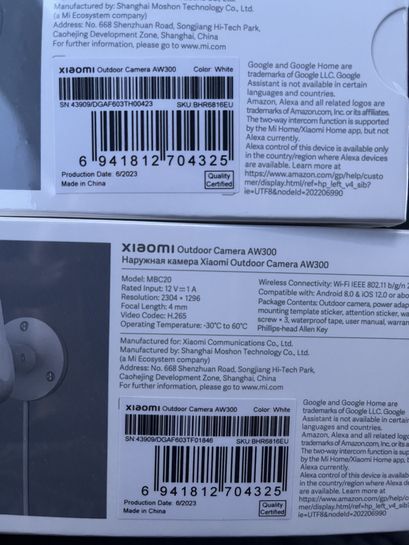 Manufactured by: Shanghai Moshon Technology Co., Ltd.
(a Mi Ecosystem company)
Address: No. 668 Shenzhuan Road, Songjiang Hi-Tech Park,
Caohejing Development Zone, Shanghai, China
For further information, please go to www.mi.com
xiaomi Outdoor Camera AW300 Color: White
SN:43909/DGAF603TH00423 SKU:BHR6816EU
6 941812 704325
Production Date: 6/2023
Made in China
Quality
Certified
Google and Google Home are
trademarks of Google LLC. Google
Assistant is not available in certain
languages and countries.
Amazon, Alexa and all related logos are
trademarks of Amazon.com, Inc. or its affiliates.
The two-way intercom function is supported
by the Mi Home/Xiaomi Home app, but not
Alexa currently.
Alexa control of this device is available only
in the country/region where Alexa devices
are available. Learn more at
https://www.amazon.com/gp/help/custo
mer/display.html/ref=hp_left_v4_sib?
ie=UTF8&nodeId=202206990
xiaomi Outdoor Camera AW300
Наружная камера Xiaomi Outdoor Camera AW300
Model: MBC20
Rated Input: 12 V⎓1 A
Resolution: 2304 × 1296
Focal Length: 4 mm
Video Codec: H.265
Operating Temperature: -30°C to 60°C
Wireless Connectivity: Wi-Fi IEEE 802.11 b/g/n
Compatible with: Android 8.0 & iOS 12.0 or above
Package Contents: Outdoor camera, power adap
mounting template sticker, attention sticker, wa
screw × 3, waterproof tape, user manual, warran
Phillips-head Allen Key
Manufactured for: Xiaomi Communications Co., Ltd.
Manufactured by: Shanghai Moshon Technology Co., Ltd.
(a Mi Ecosystem company)
Address: No. 668 Shenzhuan Road, Songjiang Hi-Tech Park,
Caohejing Development Zone, Shanghai, China
For further information, please go to www.mi.com
xiaomi Outdoor Camera AW300 Color: White
SN:43909/DGAF603TF01846 SKU:BHR6816EU
6 941812 704325
Production Date: 6/2023
Made in China
Quality
Certified
Google and Google Home are
trademarks of Google LLC. Google
Assistant is not available in certain
languages and countries.
Amazon, Alexa and all related logo
trademarks of Amazon.com, Inc. or its a
The two-way intercom function is sup
by the Mi Home/Xiaomi Home app, b
Alexa currently.
Alexa control of this device is availab
in the country/region where Alexa de
are available. Learn more at
https://www.amazon.com/gp/help/c
mer/display.html/ref=hp_left_v4_sib?
ie=UTF8&nodeId=202206990